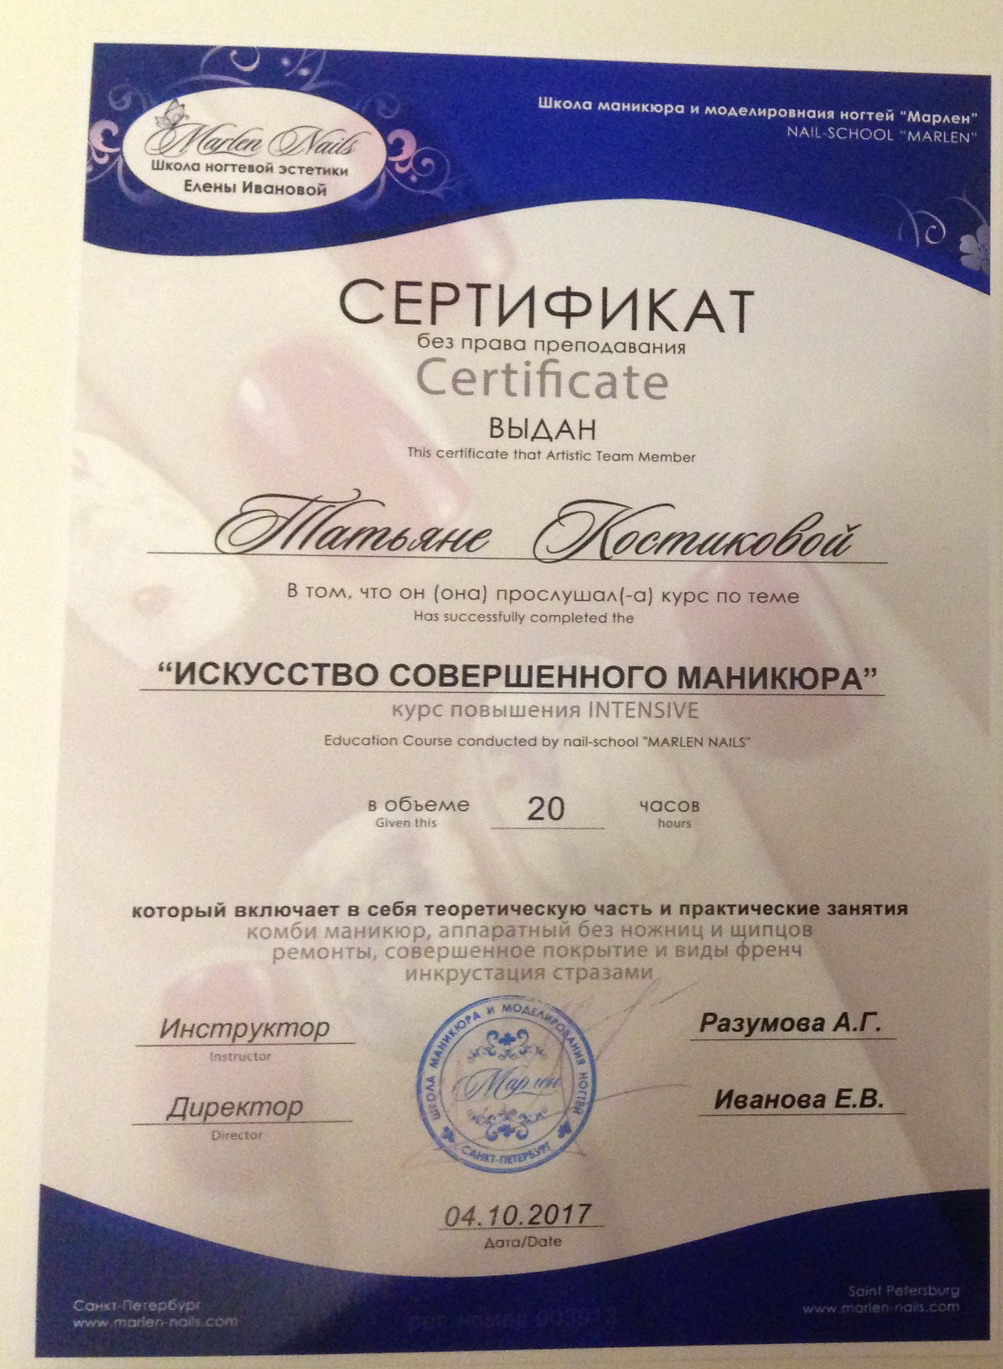 Marlen Nails
Школа ногтевой эстетики
Елены Ивановой
Школа маникюра и моделировнаия ногтей "Марлен"
NAIL-SCHOOL "MARLEN"
СЕРТИФИКАТ
без права преподавания
Certificate
ВЫДАН
This certificate that Artistic Team Member
Татьяне Костиковой
В том, что он (она) прослушал(-а) курс по теме
Has successfully completed the
"ИСКУССТВО СОВЕРШЕННОГО МАНИКЮРА"
курс повышения INTENSIVE
Education Course conducted by nail-school "MARLEN NAILS"
в объеме 20 часов
Given this hours
который включает в себя теоретическую часть и практические занятия
комби маникюр, аппаратный без ножниц и щипцов
ремонты, совершенное покрытие и виды френч
инкрустация стразами
Инструктор Разумова А.Г.
Instructor
Директор Иванова Е.В.
Director
ШКОЛА МАНИКЮРА И МОДЕЛИРОВАНИЯ НОГТЕЙ
Марлен
САНКТ-ПЕТЕРБУРГ
04.10.2017
Дата/Date
Санкт-Петербург
www.marlen-nails.com
Saint Petersburg
www.marlen-nails.com
рег. номер